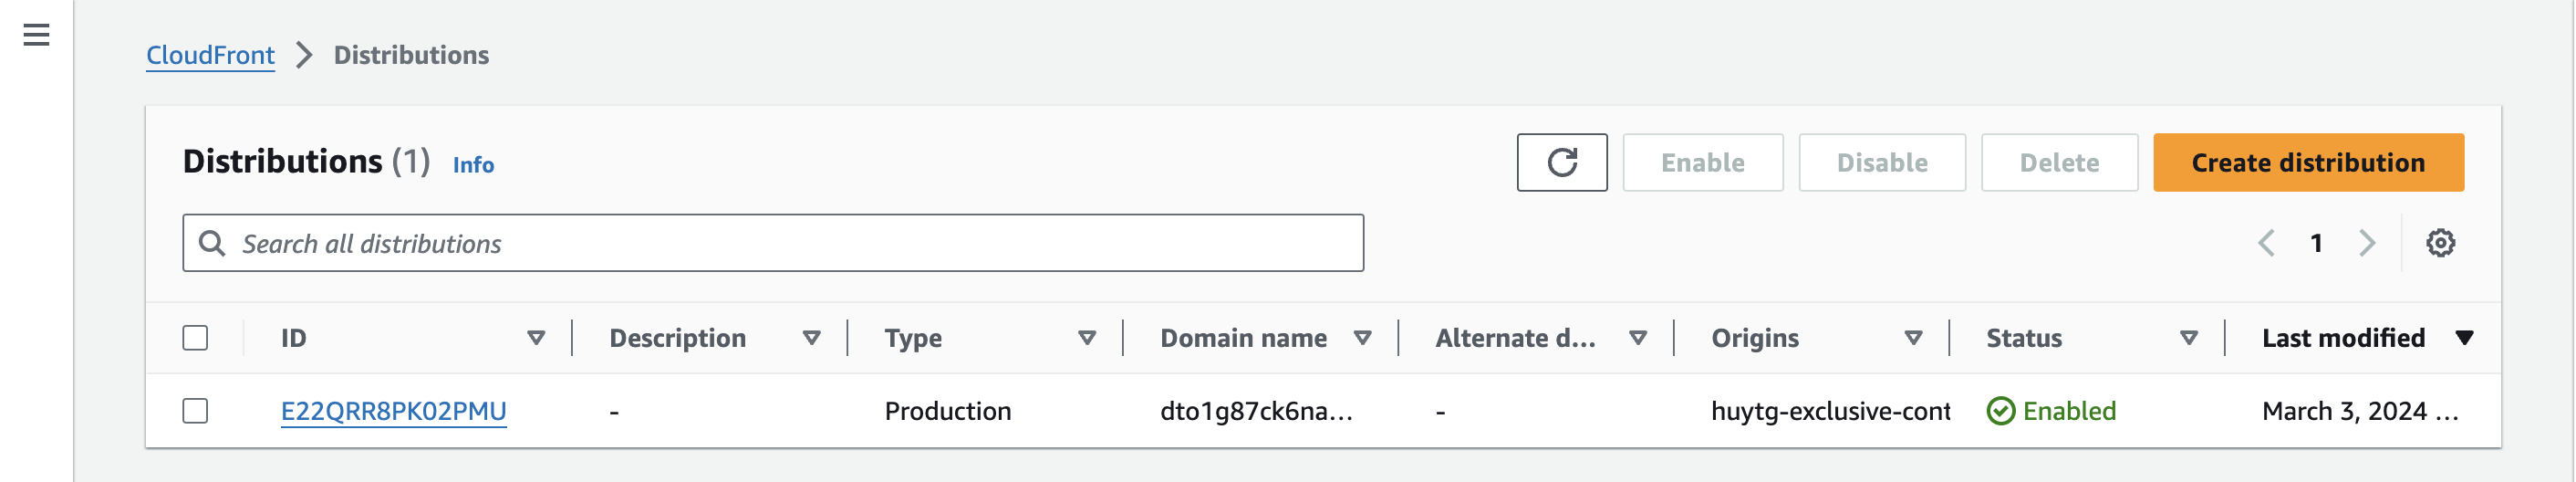 CloudFront Distributions
Distributions (1) Info
Enable Disable Delete Create distribution
Search all distributions
1
ID Description Type Domain name Alternate d... Origins Status Last modified
E22QRR8PK02PMU - Production dto1g87ck6na... - huytg-exclusive-cont Enabled March 3, 2024 ...